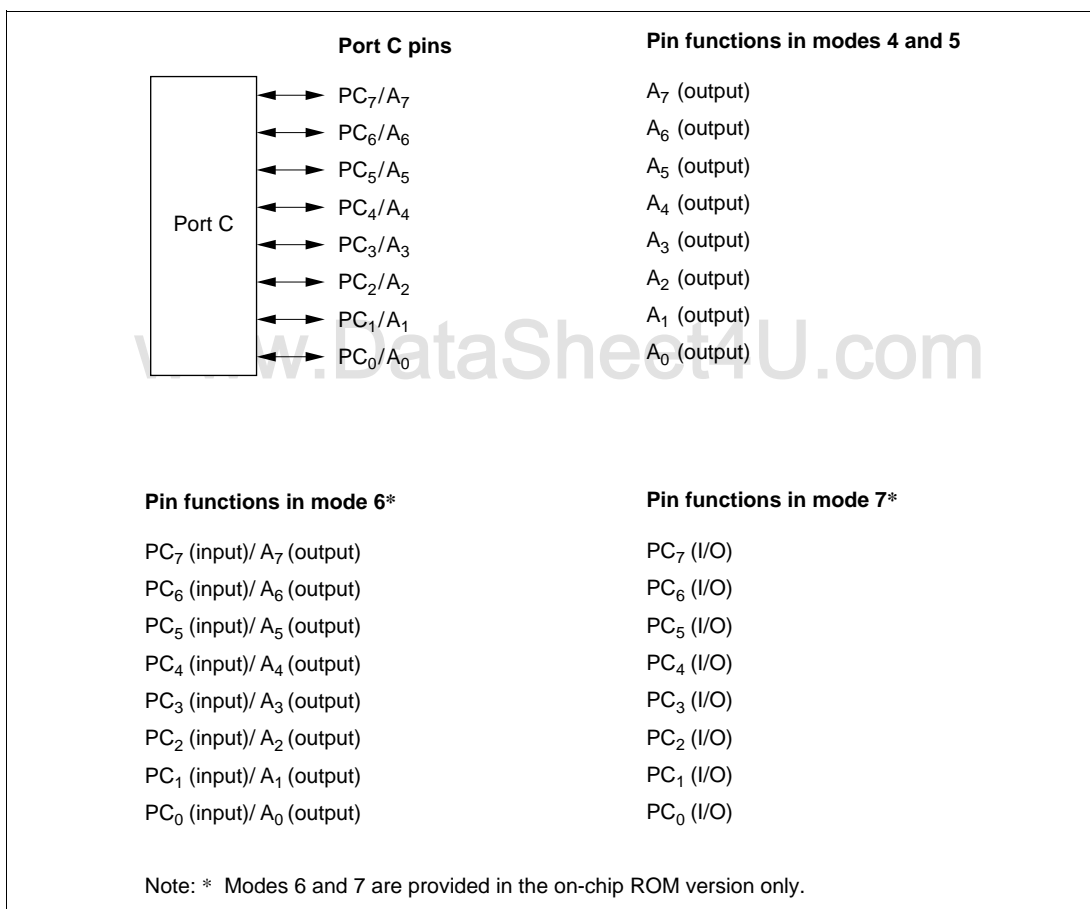 Port C pins Pin functions in modes 4 and 5
PC₇/A₇ A₇ (output)
PC₆/A₆ A₆ (output)
PC₅/A₅ A₅ (output)
PC₄/A₄ A₄ (output)
Port C
PC₃/A₃ A₃ (output)
PC₂/A₂ A₂ (output)
PC₁/A₁ A₁ (output)
www.DataSheet4U.com
PC₀/A₀ A₀ (output)
Pin functions in mode 6* Pin functions in mode 7*
PC₇ (input)/ A₇ (output) PC₇ (I/O)
PC₆ (input)/ A₆ (output) PC₆ (I/O)
PC₅ (input)/ A₅ (output) PC₅ (I/O)
PC₄ (input)/ A₄ (output) PC₄ (I/O)
PC₃ (input)/ A₃ (output) PC₃ (I/O)
PC₂ (input)/ A₂ (output) PC₂ (I/O)
PC₁ (input)/ A₁ (output) PC₁ (I/O)
PC₀ (input)/ A₀ (output) PC₀ (I/O)
Note: * Modes 6 and 7 are provided in the on-chip ROM version only.